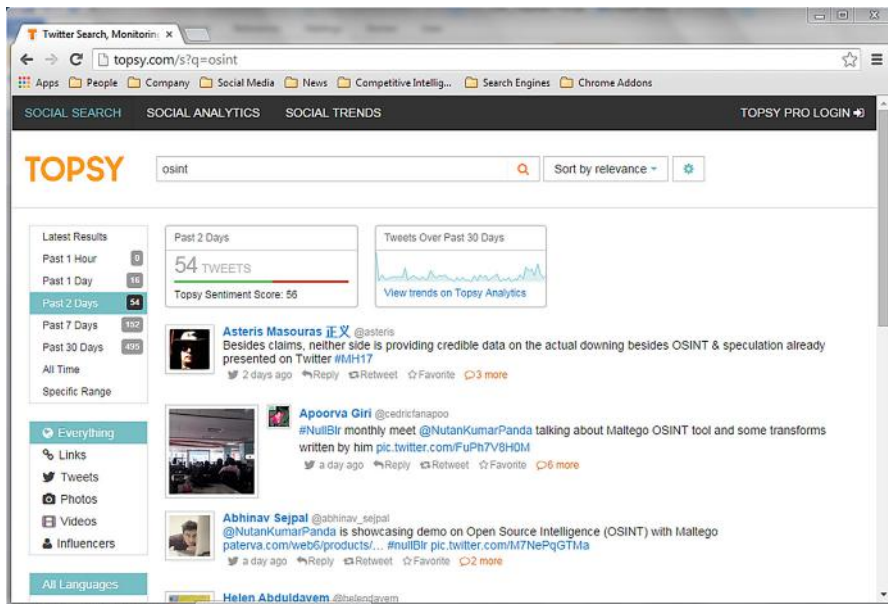 Twitter Search, Monitorin
topsy.com/s?q=osint
Apps People Company Social Media News Competitive Intellig... Search Engines Chrome Addons
SOCIAL SEARCH SOCIAL ANALYTICS SOCIAL TRENDS TOPSY PRO LOGIN
TOPSY osint Sort by relevance
Latest Results
Past 1 Hour 0
Past 1 Day 16
Past 2 Days 54
Past 7 Days 152
Past 30 Days 495
All Time
Specific Range
Everything
Links
Tweets
Photos
Videos
Influencers
All Languages
Past 2 Days
54 TWEETS
Topsy Sentiment Score: 56
Tweets Over Past 30 Days
View trends on Topsy Analytics
Asteris Masouras 正义 @asteris
Besides claims, neither side is providing credible data on the actual downing besides OSINT & speculation already
presented on Twitter #MH17
2 days ago Reply Retweet Favorite 3 more
Apoorva Giri @cedricfanapoo
#NullBlr monthly meet @NutanKumarPanda talking about Maltego OSINT tool and some transforms
written by him pic.twitter.com/FuPh7V8H0M
a day ago Reply Retweet Favorite 6 more
Abhinav Sejpal @abhinav_sejpal
@NutanKumarPanda is showcasing demo on Open Source Intelligence (OSINT) with Maltego
paterva.com/web6/products/... #nullBlr pic.twitter.com/M7NePqGTMa
a day ago Reply Retweet Favorite 2 more
Helen Abduldayem @helendayem